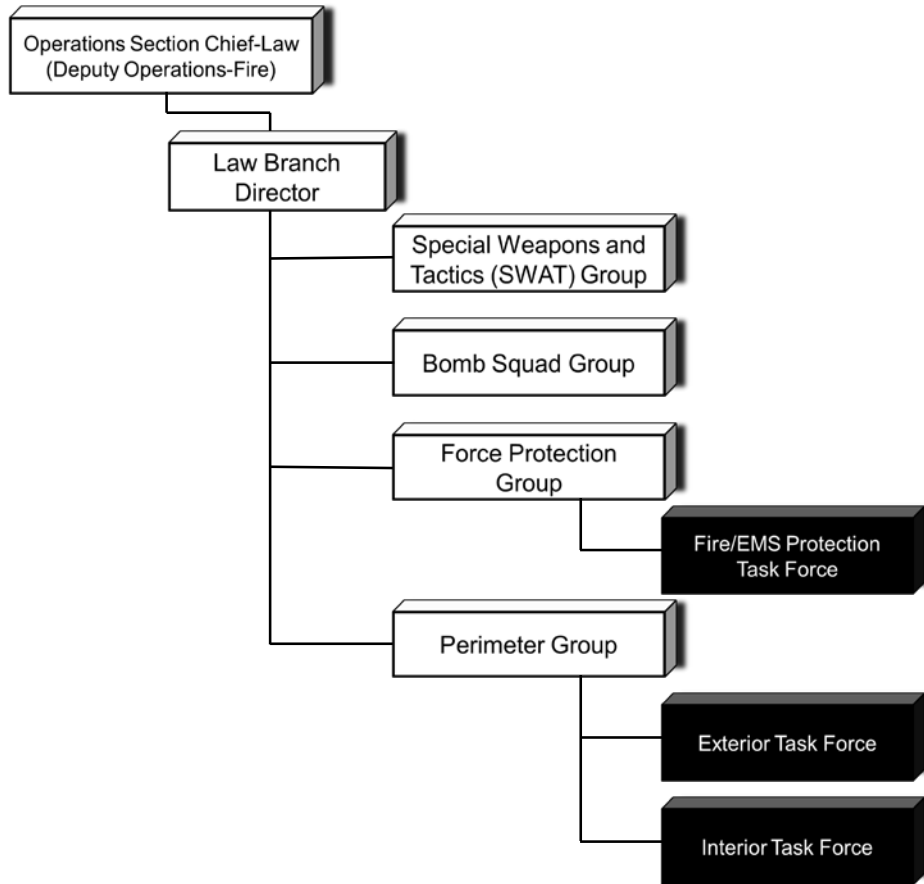 Operations Section Chief-Law
(Deputy Operations-Fire)
Law Branch
Director
Special Weapons and
Tactics (SWAT) Group
Bomb Squad Group
Force Protection
Group
Fire/EMS Protection
Task Force
Perimeter Group
Exterior Task Force
Interior Task Force